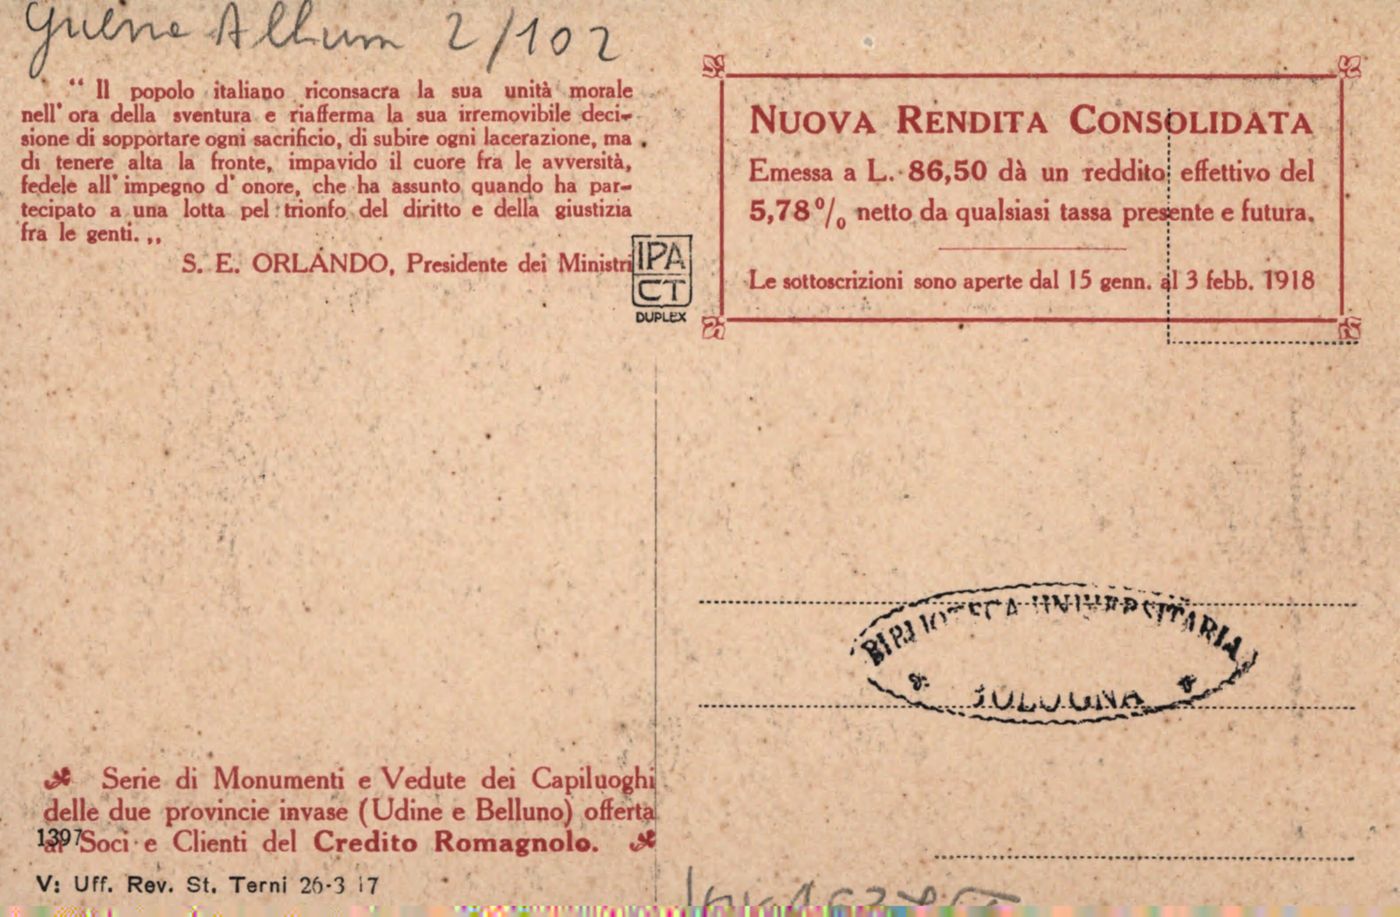 Guerre Album 2/102
“ Il popolo italiano riconsacra la sua unità morale
nell' ora della sventura e riafferma la sua irremovibile deci-
sione di sopportare ogni sacrificio, di subire ogni lacerazione, ma
di tenere alta la fronte, impavido il cuore fra le avversità,
fedele all' impegno d' onore, che ha assunto quando ha par-
tecipato a una lotta pel trionfo del diritto e della giustizia
fra le genti. „
S. E. ORLANDO, Presidente dei Ministri
IPA
CT
DUPLEX
NUOVA RENDITA CONSOLIDATA
Emessa a L. 86,50 dà un reddito effettivo del
5,78 % netto da qualsiasi tassa presente e futura.
Le sottoscrizioni sono aperte dal 15 genn. al 3 febb. 1918
BIBLIOTECA UNIVERSITARIA
BOLOGNA
Serie di Monumenti e Vedute dei Capiluoghi
delle due provincie invase (Udine e Belluno) offerta
ai Soci e Clienti del Credito Romagnolo.
1397
V: Uff. Rev. St. Terni 26-3 17